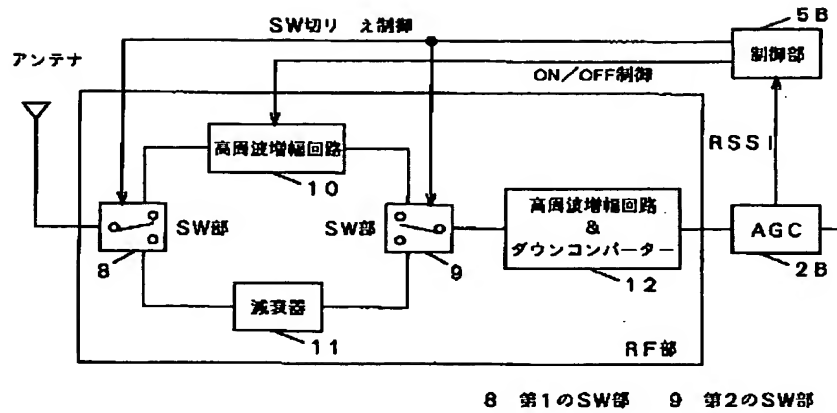 SW切り え制御
5B
アンテナ
制御部
ON/OFF制御
RSSI
高周波増幅回路
10
SW部
8
SW部
9
高周波増幅回路
&
ダウンコンバーター
12
AGC
2B
減衰器
11
RF部
8 第1のSW部 9 第2のSW部